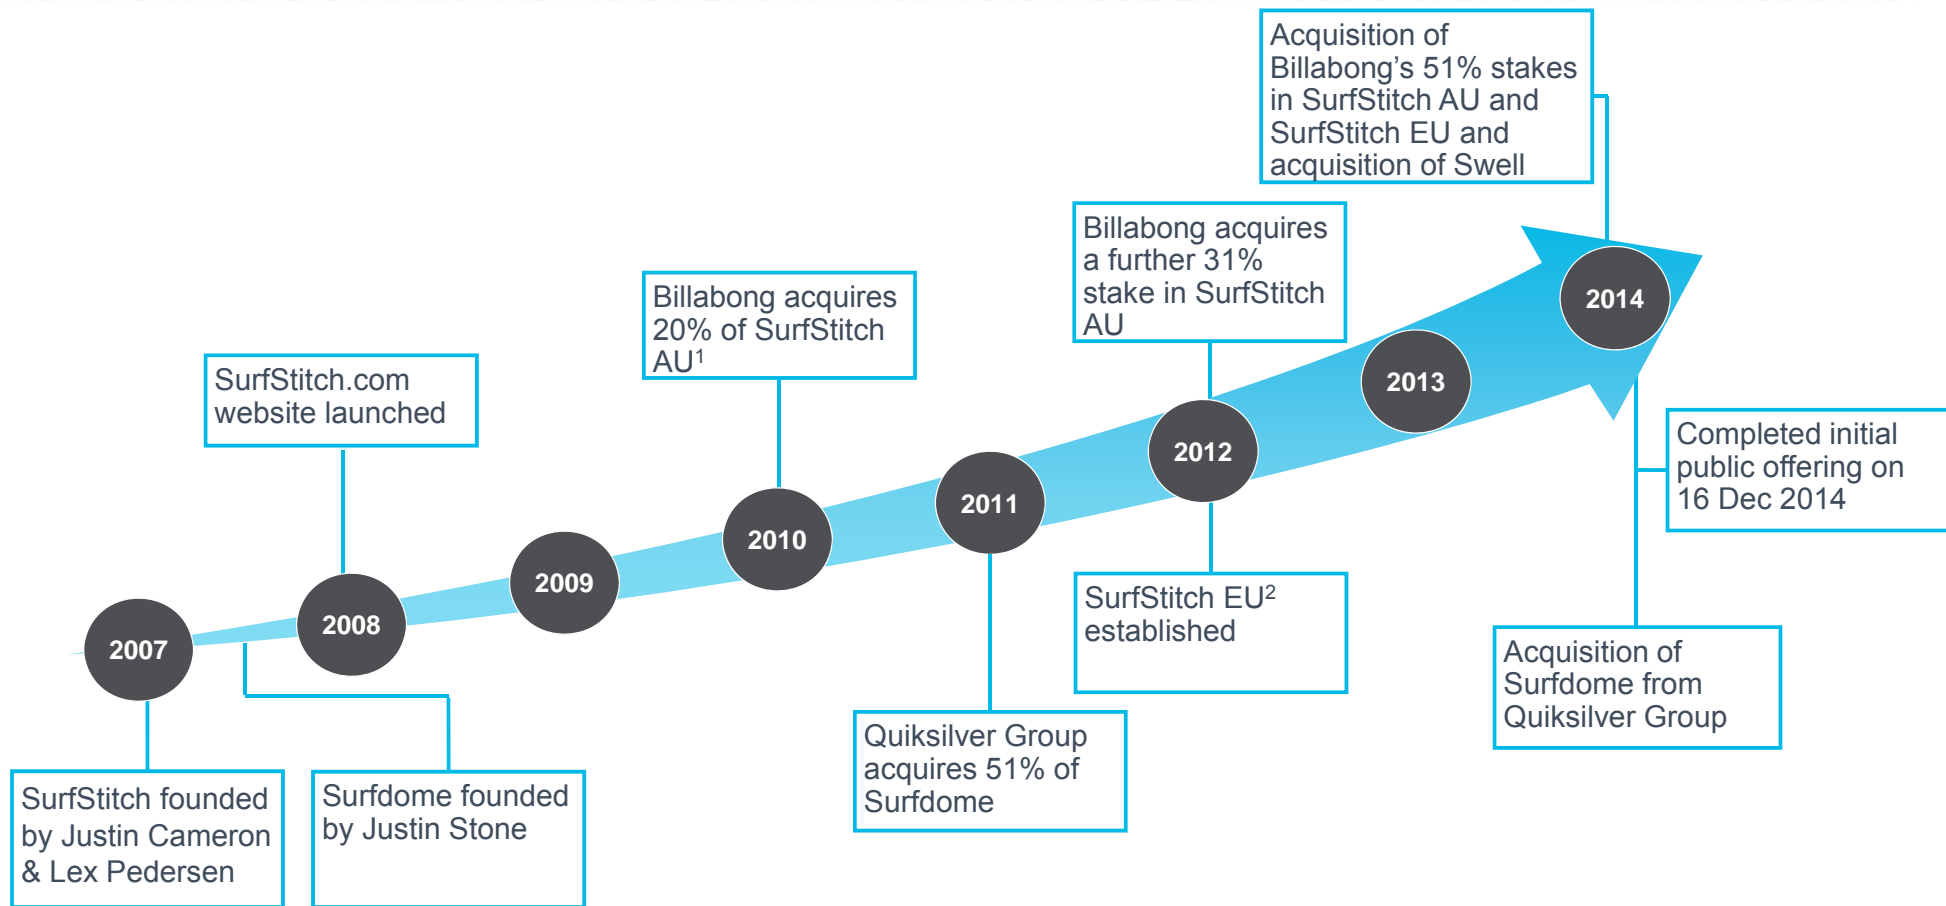 Acquisition of
Billabong’s 51% stakes
in SurfStitch AU and
SurfStitch EU and
acquisition of Swell
Billabong acquires
a further 31%
stake in SurfStitch
AU
Billabong acquires
20% of SurfStitch
AU¹
SurfStitch.com
website launched
2007
2008
2009
2010
2011
2012
2013
2014
Completed initial
public offering on
16 Dec 2014
SurfStitch EU²
established
Acquisition of
Surfdome from
Quiksilver Group
Quiksilver Group
acquires 51% of
Surfdome
SurfStitch founded
by Justin Cameron
& Lex Pedersen
Surfdome founded
by Justin Stone